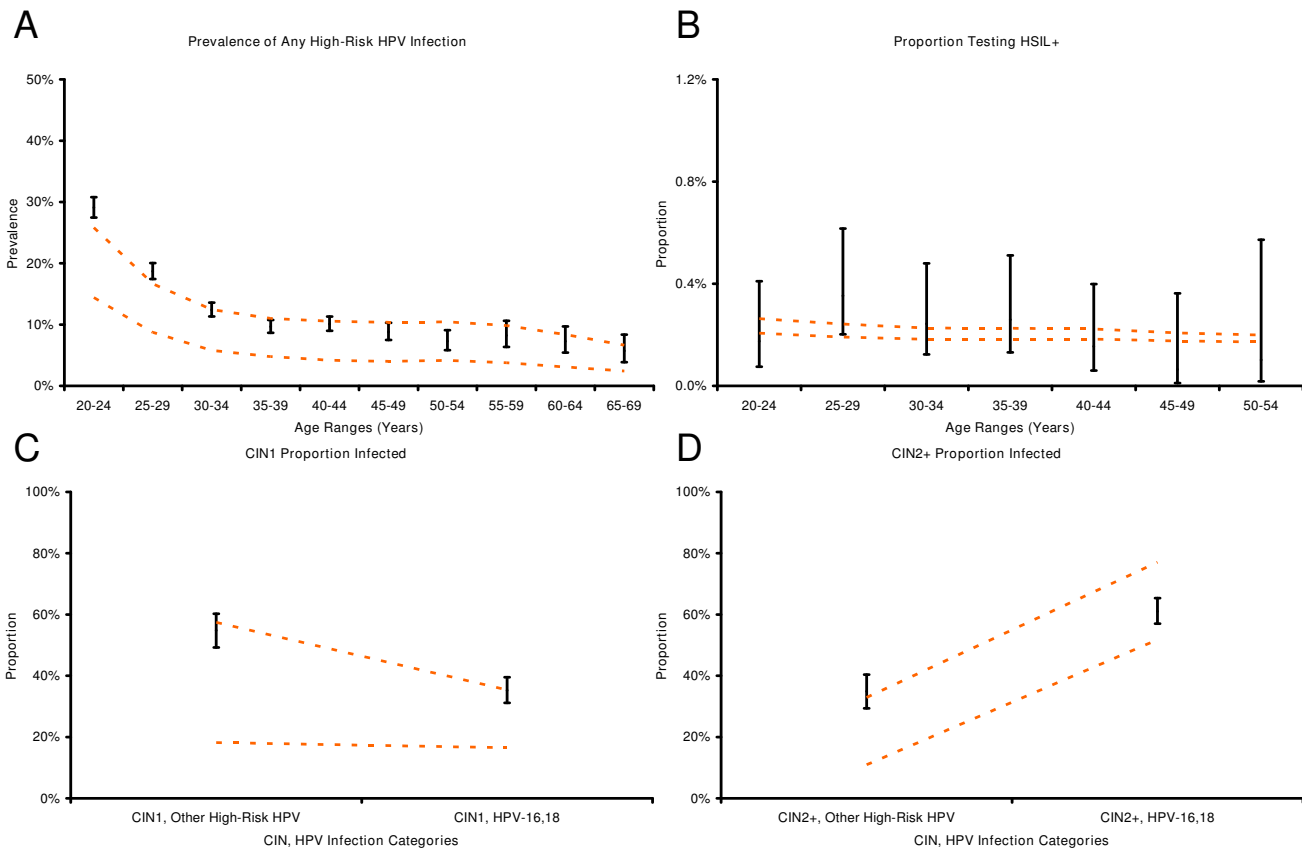 A
Prevalence of Any High-Risk HPV Infection
50%
40%
30%
20%
10%
0%
Prevalence
20-24 25-29 30-34 35-39 40-44 45-49 50-54 55-59 60-64 65-69
Age Ranges (Years)
B
Proportion Testing HSIL+
1.2%
0.8%
0.4%
0.0%
Proportion
20-24 25-29 30-34 35-39 40-44 45-49 50-54
Age Ranges (Years)
C
CIN1 Proportion Infected
100%
80%
60%
40%
20%
0%
Proportion
CIN1, Other High-Risk HPV CIN1, HPV-16,18
CIN, HPV Infection Categories
D
CIN2+ Proportion Infected
100%
80%
60%
40%
20%
0%
Proportion
CIN2+, Other High-Risk HPV CIN2+, HPV-16,18
CIN, HPV Infection Categories